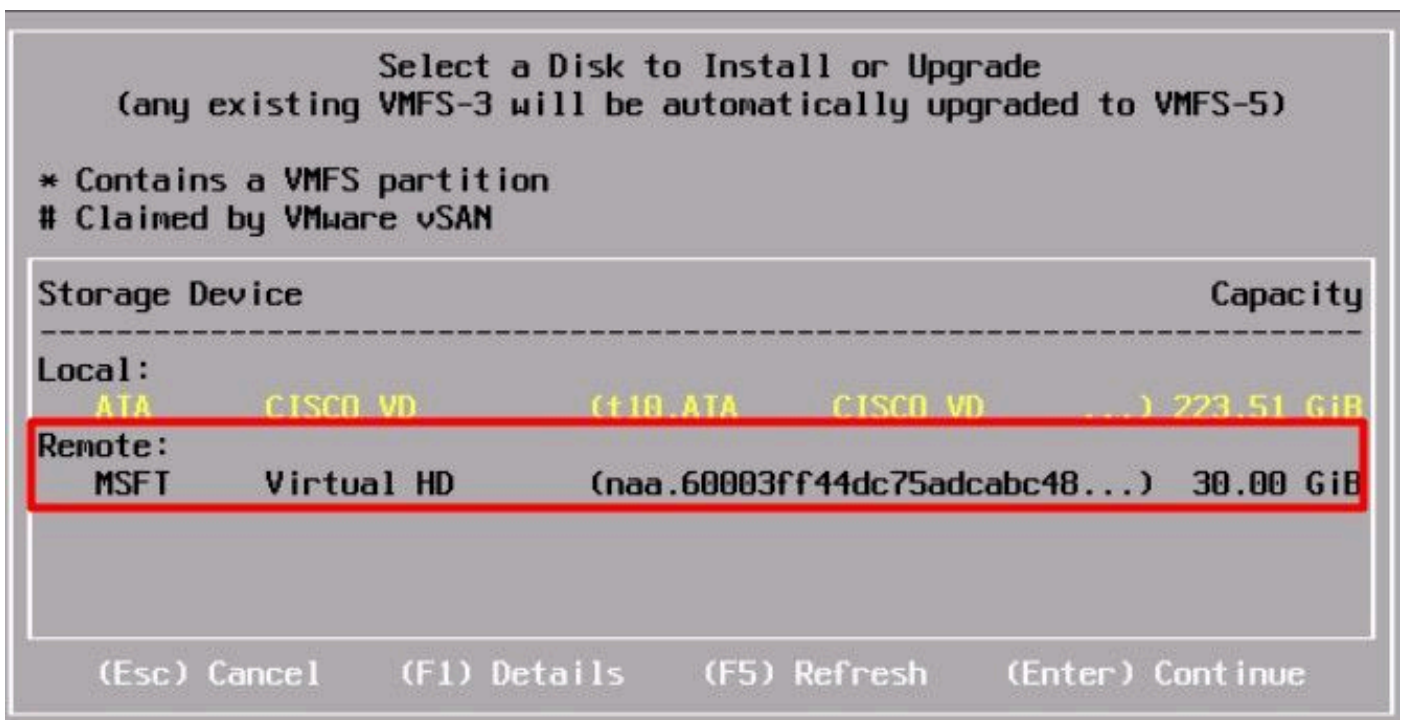 Select a Disk to Install or Upgrade
(any existing VMFS-3 will be automatically upgraded to VMFS-5)
* Contains a VMFS partition
# Claimed by VMware vSAN
Storage Device Capacity
--------------------------------------------------------------------------------
Local:
ATA CISCO VD (t10.ATA CISCO VD ...) 223.51 GiB
Remote:
MSFT Virtual HD (naa.60003ff44dc75adcabc48...) 30.00 GiB
(Esc) Cancel (F1) Details (F5) Refresh (Enter) Continue